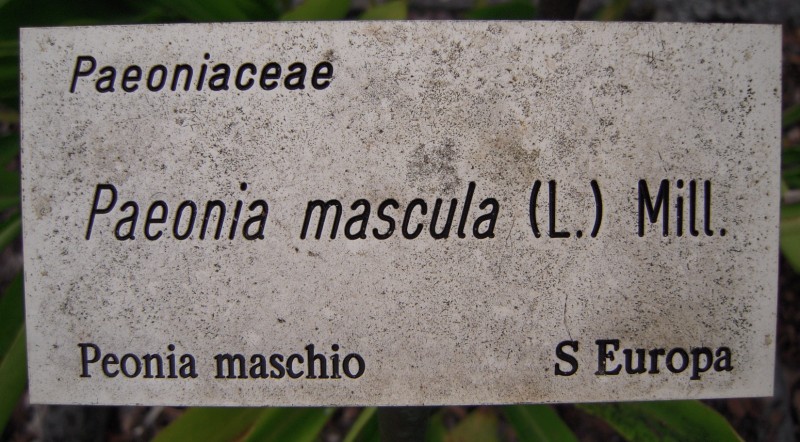 Paeoniaceae
Paeonia mascula (L.) Mill.
Peonia maschio S Europa